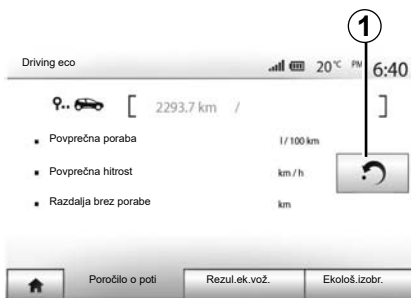 1
Driving eco 20°C PM 6:40
[ 2293.7 km / ]
Povprečna poraba l / 100 km
Povprečna hitrost km / h
Razdalja brez porabe km
Poročilo o poti Rezul.ek.vož. Ekološ.izobr.